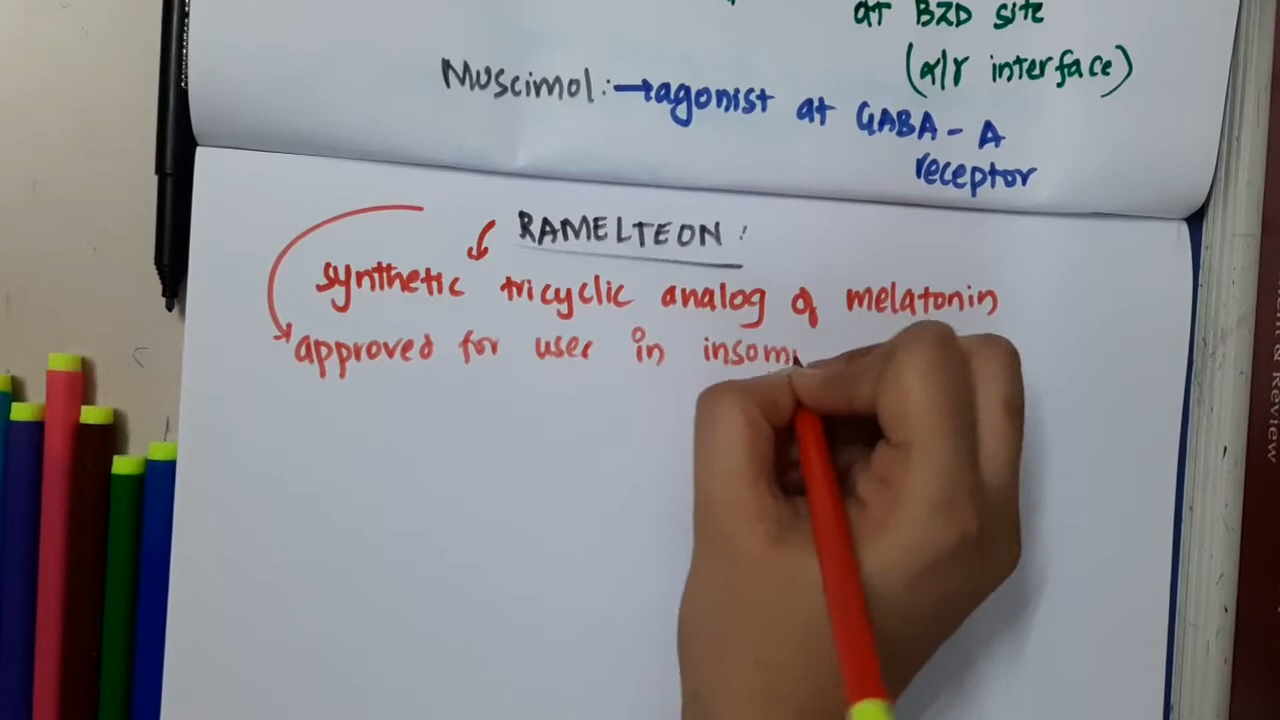 at BZD site
(α/γ interface)
Muscimol: → agonist at GABA - A
receptor
RAMELTEON:
synthetic tricyclic analog of melatonin
approved for use in insom
& Review